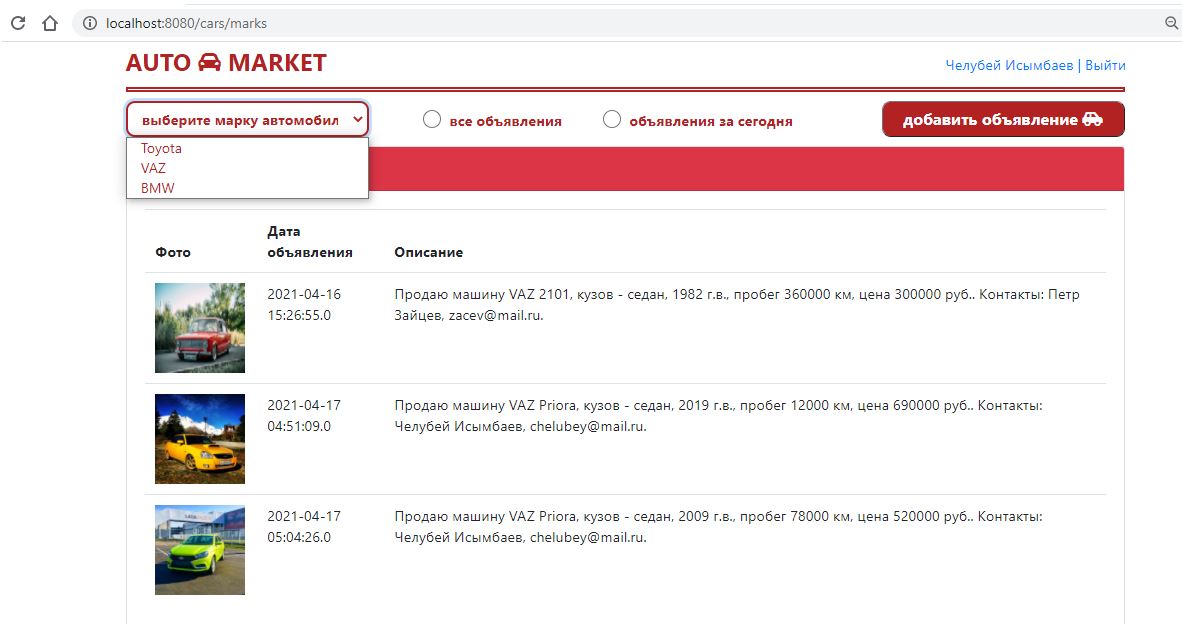 localhost:8080/cars/marks
AUTO MARKET
Челубей Исымбаев | Выйти
выберите марку автомобил
все объявления
объявления за сегодня
добавить объявление
Toyota
VAZ
BMW
Фото
Дата
объявления
Описание
2021-04-16
15:26:55.0
Продаю машину VAZ 2101, кузов - седан, 1982 г.в., пробег 360000 км, цена 300000 руб.. Контакты: Петр
Зайцев, zacev@mail.ru.
2021-04-17
04:51:09.0
Продаю машину VAZ Priora, кузов - седан, 2019 г.в., пробег 12000 км, цена 690000 руб.. Контакты:
Челубей Исымбаев, chelubey@mail.ru.
2021-04-17
05:04:26.0
Продаю машину VAZ Priora, кузов - седан, 2009 г.в., пробег 78000 км, цена 520000 руб.. Контакты:
Челубей Исымбаев, chelubey@mail.ru.